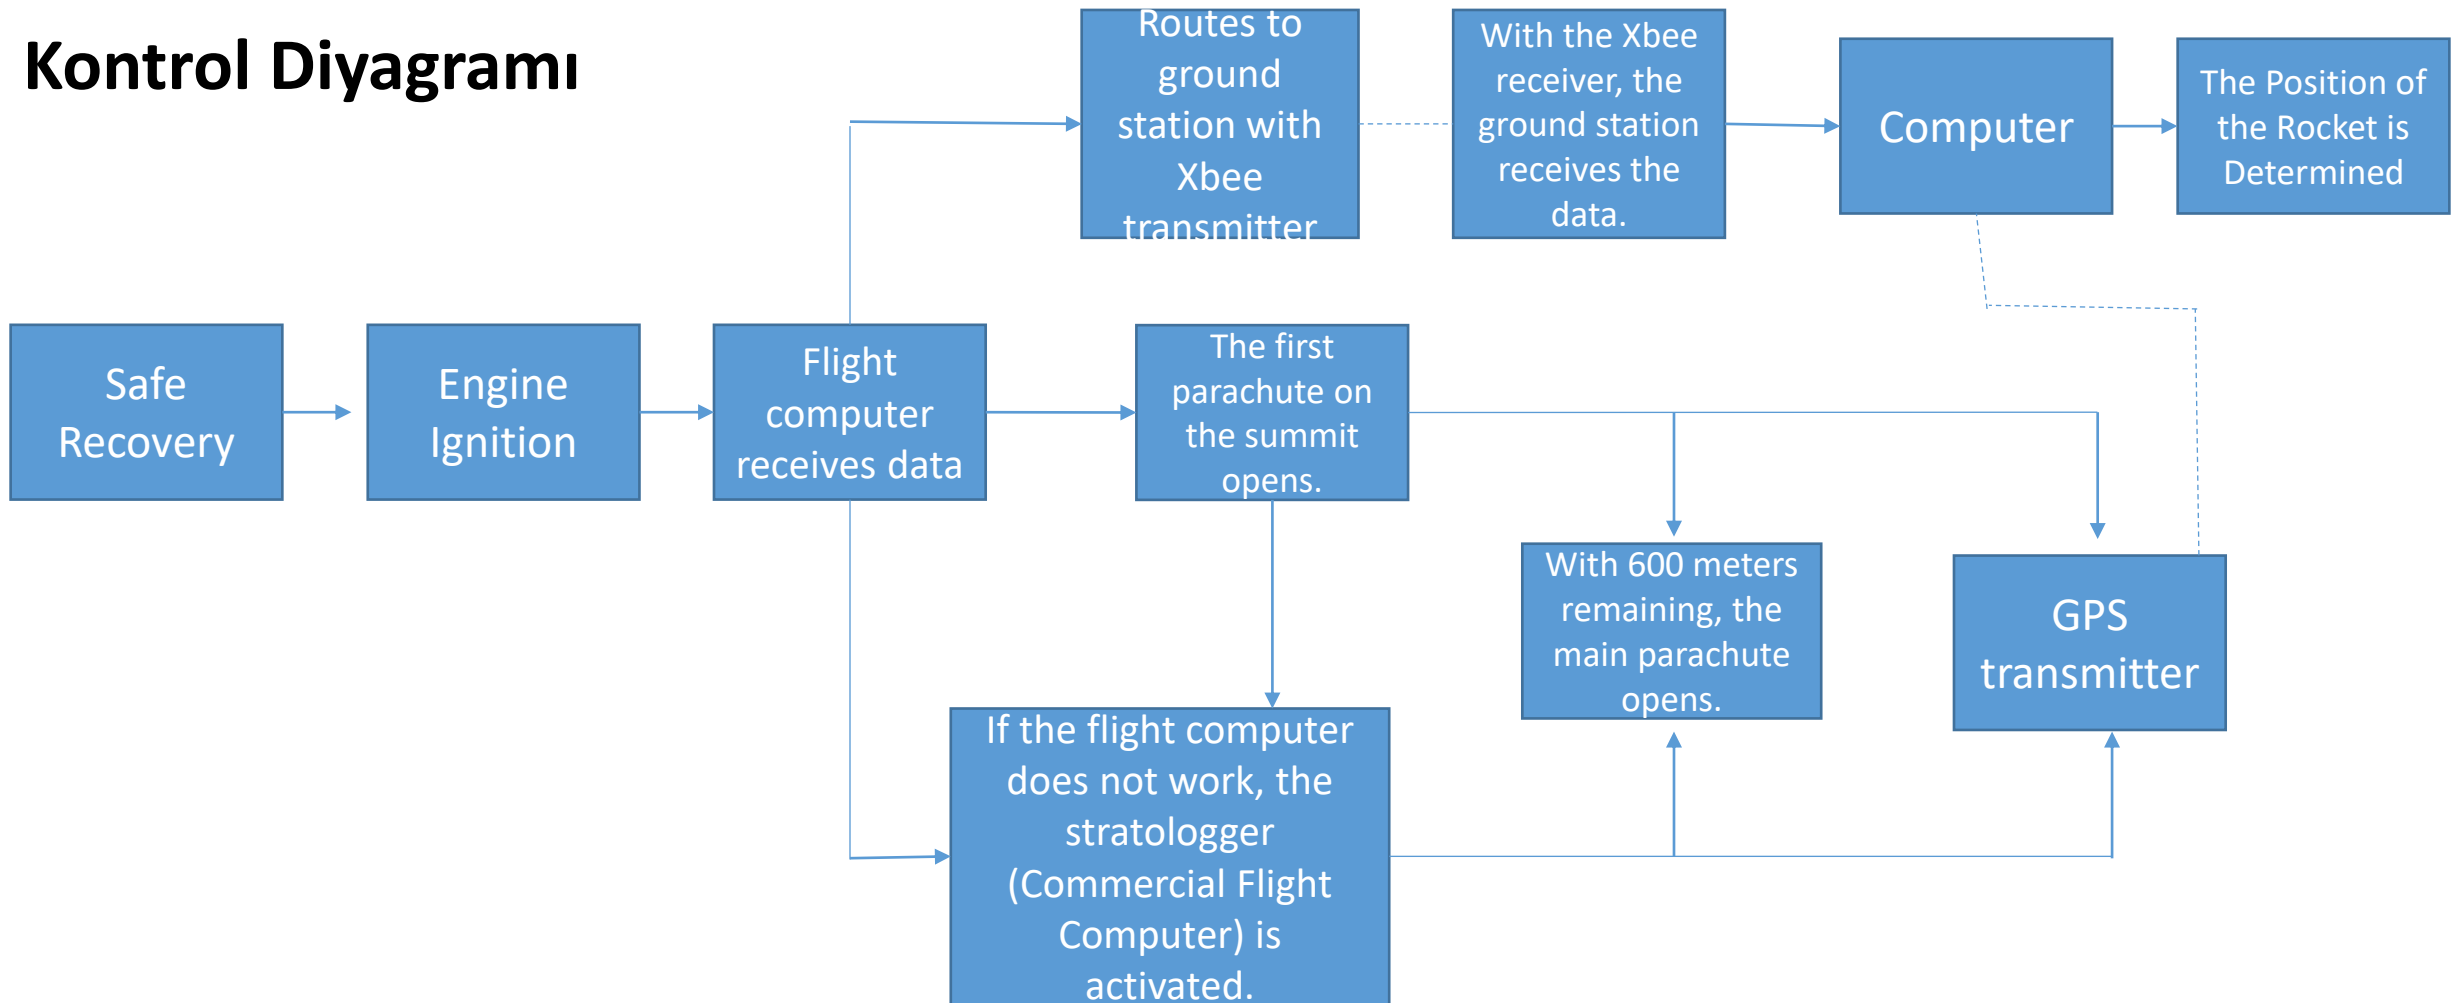 Kontrol Diyagramı
Routes to
ground
station with
Xbee
transmitter
With the Xbee
receiver, the
ground station
receives the
data.
Computer
The Position of
the Rocket is
Determined
Safe
Recovery
Engine
Ignition
Flight
computer
receives data
The first
parachute on
the summit
opens.
With 600 meters
remaining, the
main parachute
opens.
GPS
transmitter
If the flight computer
does not work, the
stratologger
(Commercial Flight
Computer) is
activated.